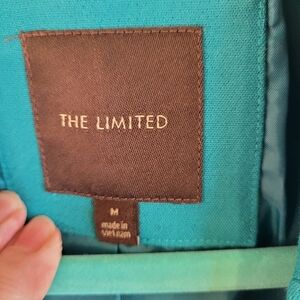 THE LIMITED
M
made in
vietnam